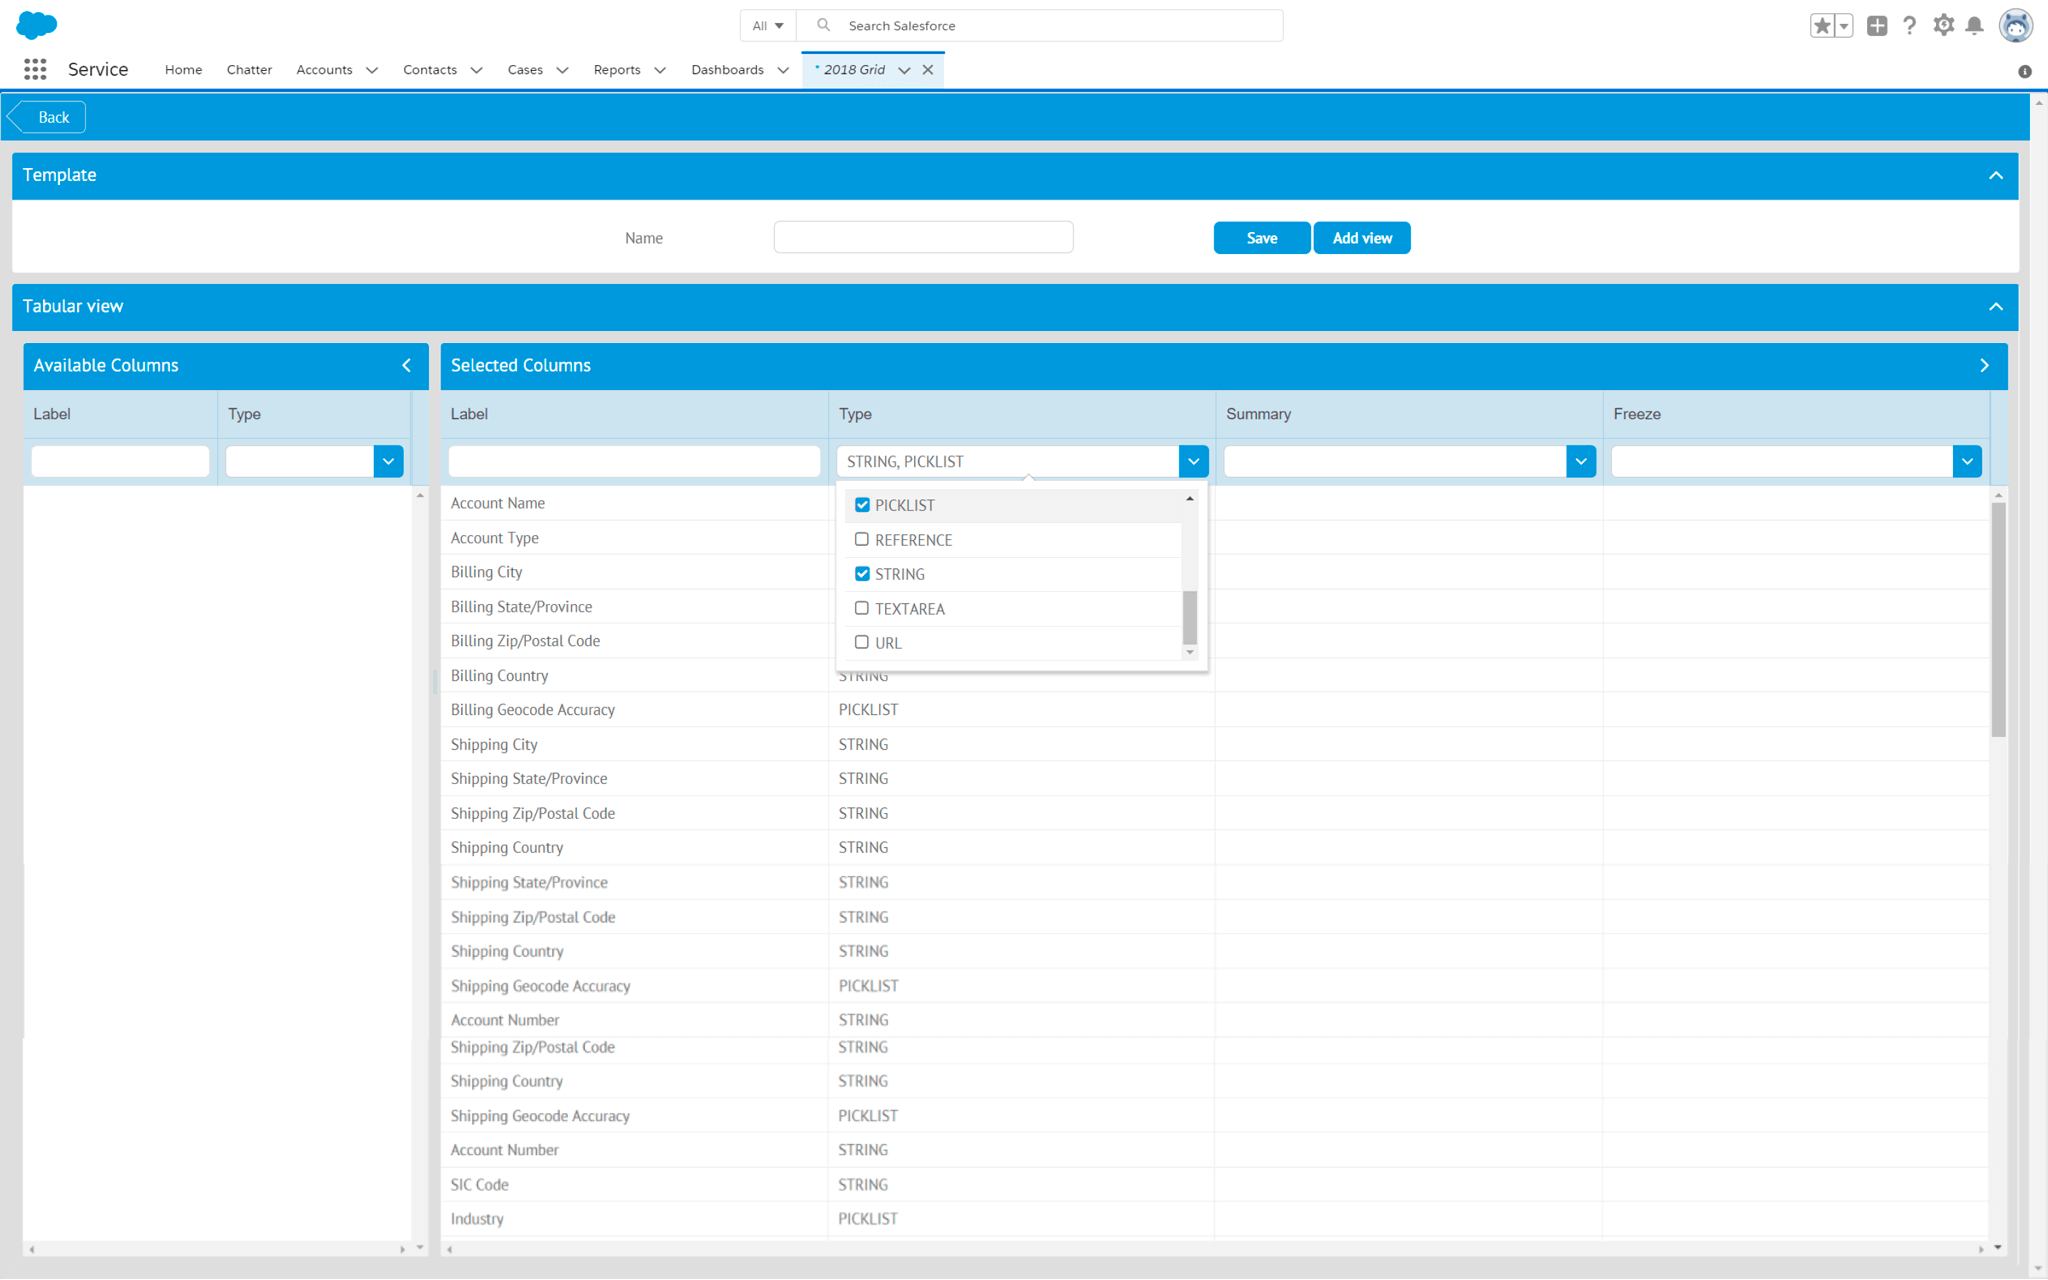 All
Search Salesforce
Service
Home
Chatter
Accounts
Contacts
Cases
Reports
Dashboards
* 2018 Grid
Back
Template
Name
Save
Add view
Tabular view
Available Columns
Selected Columns
Label
Type
Label
Type
Summary
Freeze
STRING, PICKLIST
PICKLIST
REFERENCE
STRING
TEXTAREA
URL
Account Name
Account Type
Billing City
Billing State/Province
Billing Zip/Postal Code
Billing Country STRING
Billing Geocode Accuracy PICKLIST
Shipping City STRING
Shipping State/Province STRING
Shipping Zip/Postal Code STRING
Shipping Country STRING
Shipping State/Province STRING
Shipping Zip/Postal Code STRING
Shipping Country STRING
Shipping Geocode Accuracy PICKLIST
Account Number STRING
Shipping Zip/Postal Code STRING
Shipping Country STRING
Shipping Geocode Accuracy PICKLIST
Account Number STRING
SIC Code STRING
Industry PICKLIST